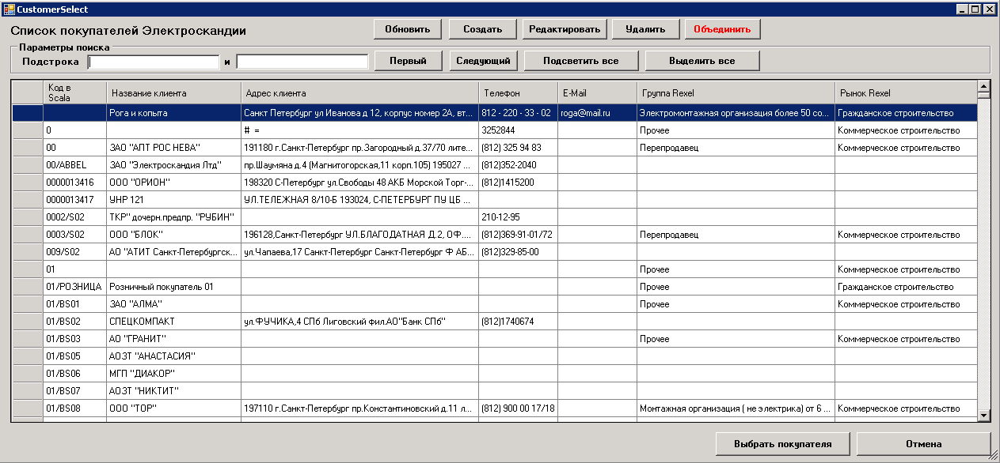 CustomerSelect
Список покупателей Электроскандии
Обновить Создать Редактировать Удалить Объединить
Параметры поиска
Подстрока и Первый Следующий Подсветить все Выделить все
Код в Scala Название клиента Адрес клиента Телефон E-Mail Группа Rexel Рынок Rexel
Рога и копыта Санкт Петербург ул Иванова д 12, корпус номер 2А, вт... 812 - 220 - 33 - 02 roga@mail.ru Электромонтажная организация более 50 со... Гражданское строительство
0 # = 3252844 Прочее Коммерческое строительство
00 ЗАО "АПТ РОС НЕВА" 191180 г.Санкт-Петербург пр.Загородный д.37/70 лите... (812) 325 94 83 Перепродавец Коммерческое строительство
00/ABBEL ЗАО "Электроскандия Лтд" пр.Шаумяна д.4 (Магнитогорская,11 корп.105) 195027 ... (812)352-2040
0000013416 ООО "ОРИОН" 198320 С-Петербург ул.Свободы 48 АКБ Морской Торг-... (812)1415200
0000013417 УНР 121 УЛ.ТЕЛЕЖНАЯ 8/10-Б 193024, С-ПЕТЕРБУРГ ПУ ЦБ ...
0002/S02 ТКР" дочерн.предпр. "РУБИН" 210-12-95
0003/S02 ООО "БЛОК" 196128,Санкт-Петербург УЛ.БЛАГОДАТНАЯ Д.2, ОФ.... (812)369-91-01/72 Перепродавец Коммерческое строительство
009/S02 АО "АТИТ Санкт-Петербургск... ул.Чапаева,17 Санкт-Петербург Санкт-Петербург Ф АБ... (812)329-85-00
01 Прочее Коммерческое строительство
01/РОЗНИЦА Розничный покупатель 01 Прочее Гражданское строительство
01/BS01 ЗАО "АЛМА" Прочее Коммерческое строительство
01/BS02 СПЕЦКОМПАКТ ул.ФУЧИКА,4 СПб Лиговский фил.АО"Банк СПб" (812)1740674
01/BS03 АО "ГРАНИТ" Прочее Коммерческое строительство
01/BS05 АОЗТ "АНАСТАСИЯ"
01/BS06 МГП "ДИАКОР"
01/BS07 АОЗТ "НИКТИТ"
01/BS08 ООО "ТОР" 197110 г.Санкт-Петербург пр.Константиновский д.11 л... (812) 900 00 17/18 Монтажная организация ( не электрика) от 6 ... Коммерческое строительство
Выбрать покупателя Отмена